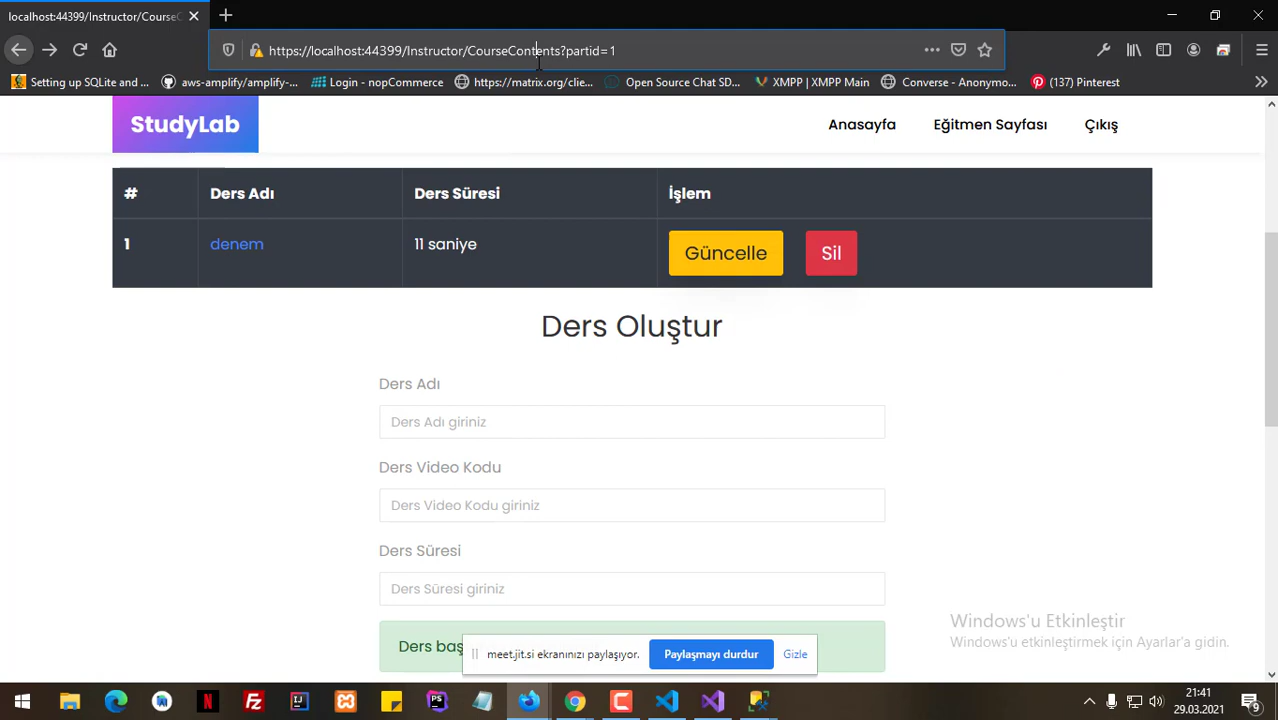 localhost:44399/Instructor/CourseC
https://localhost:44399/Instructor/CourseContents?partid=1
Setting up SQLite and ... aws-amplify/amplify-... Login - nopCommerce https://matrix.org/clie... Open Source Chat SD... XMPP | XMPP Main Converse - Anonymo... (137) Pinterest
StudyLab Anasayfa Eğitmen Sayfası Çıkış
# Ders Adı Ders Süresi İşlem
1 denem 11 saniye Güncelle Sil
Ders Oluştur
Ders Adı
Ders Adı giriniz
Ders Video Kodu
Ders Video Kodu giriniz
Ders Süresi
Ders Süresi giriniz
Windows'u Etkinleştir
Windows'u etkinleştirmek için Ayarlar'a gidin.
Ders baş
meet.jit.si ekranınızı paylaşıyor. Paylaşmayı durdur Gizle
21:41
29.03.2021
9